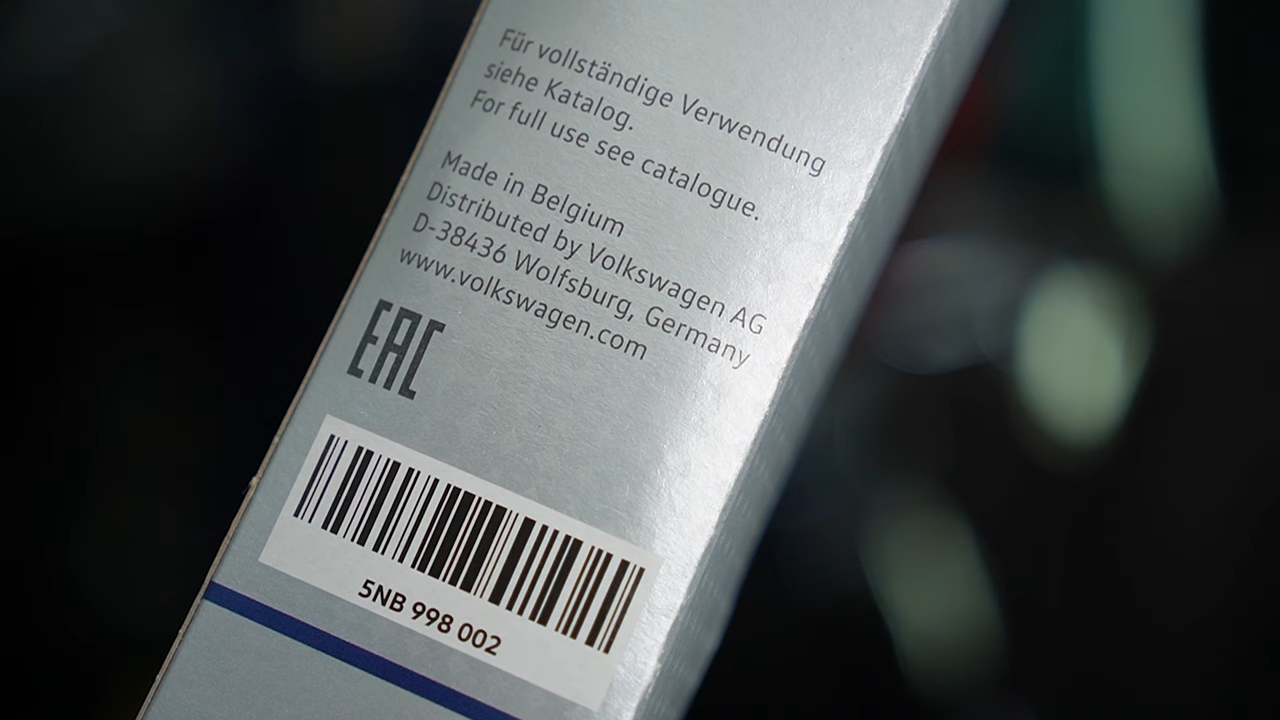 Für vollständige Verwendung
siehe Katalog.
For full use see catalogue.
Made in Belgium
Distributed by Volkswagen AG
D-38436 Wolfsburg, Germany
www.volkswagen.com
EAC
5NB 998 002